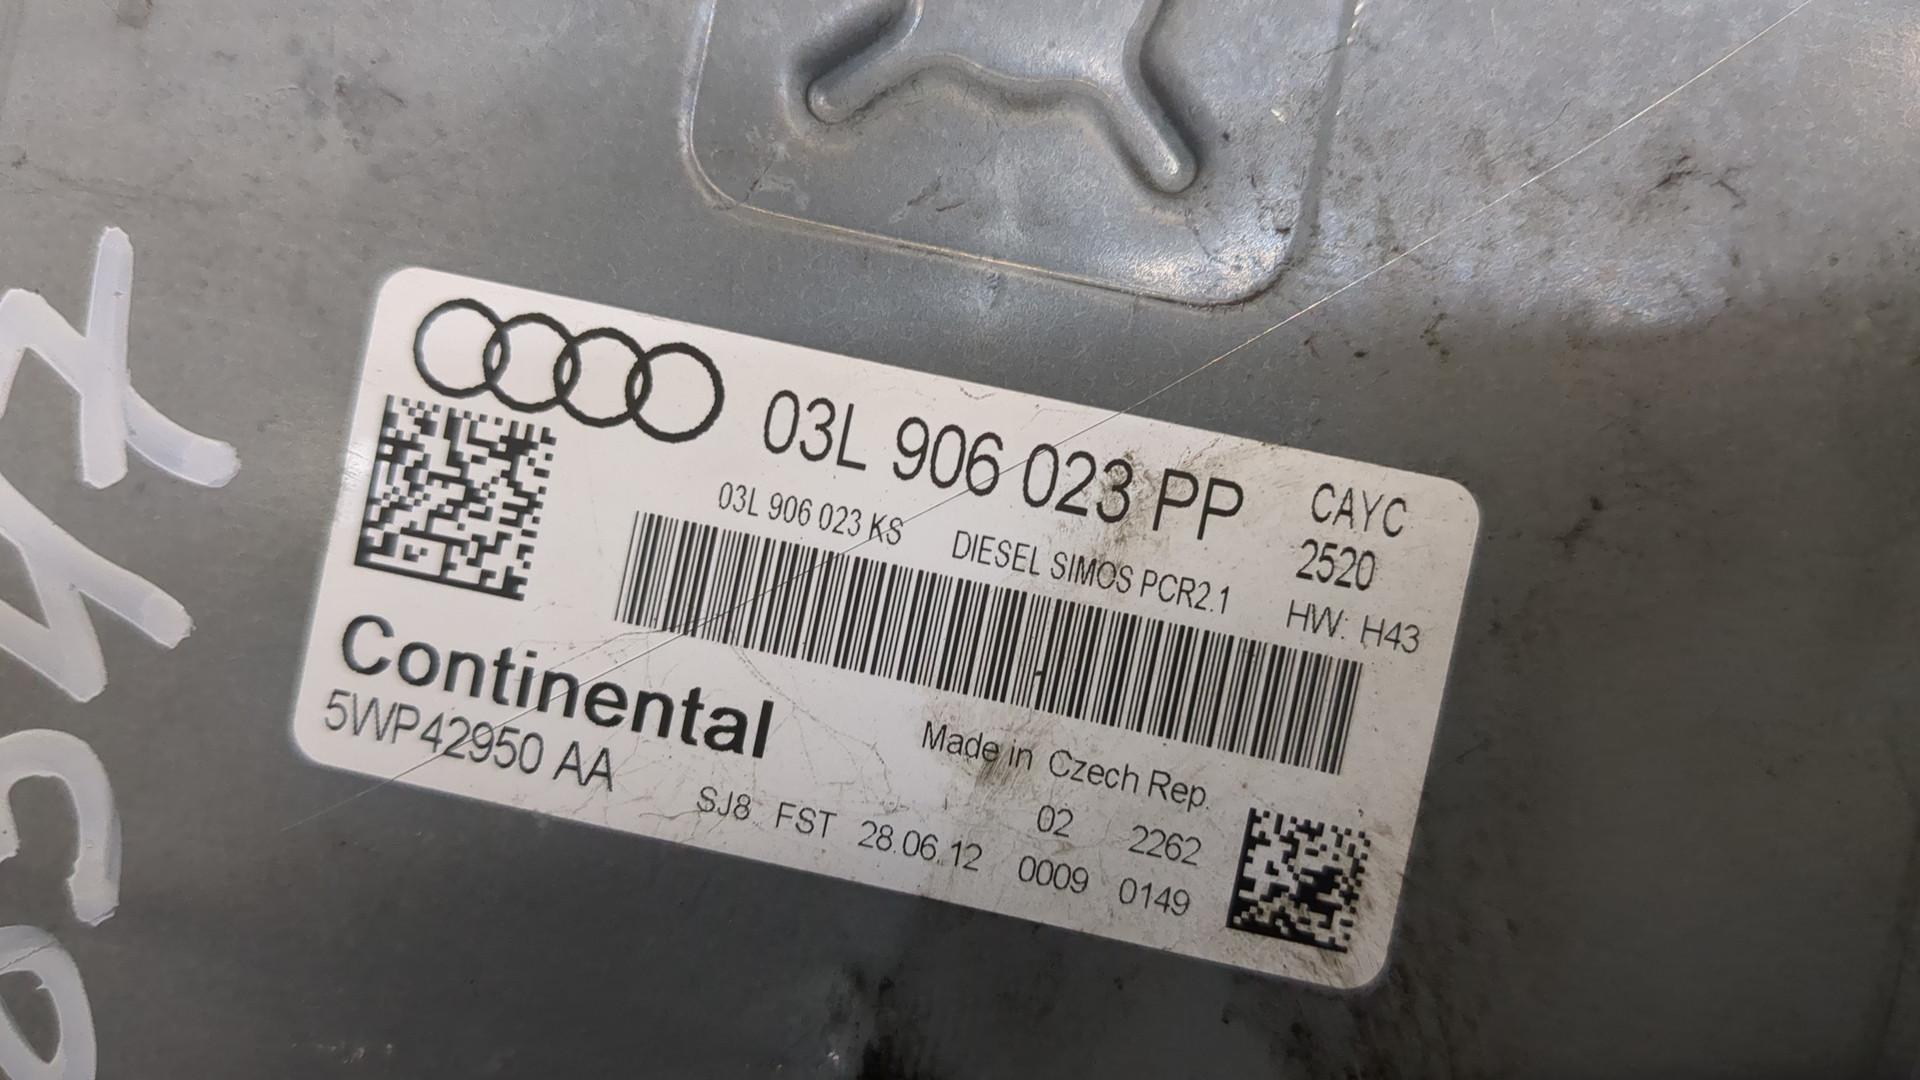 03L 906 023 PP
CAYC
2520
HW: H43
03L 906 023 KS
DIESEL SIMOS PCR2.1
Continental
5WP42950 AA
Made in Czech Rep.
02 2262
SJ8 FST 28.06.12 0009 0149